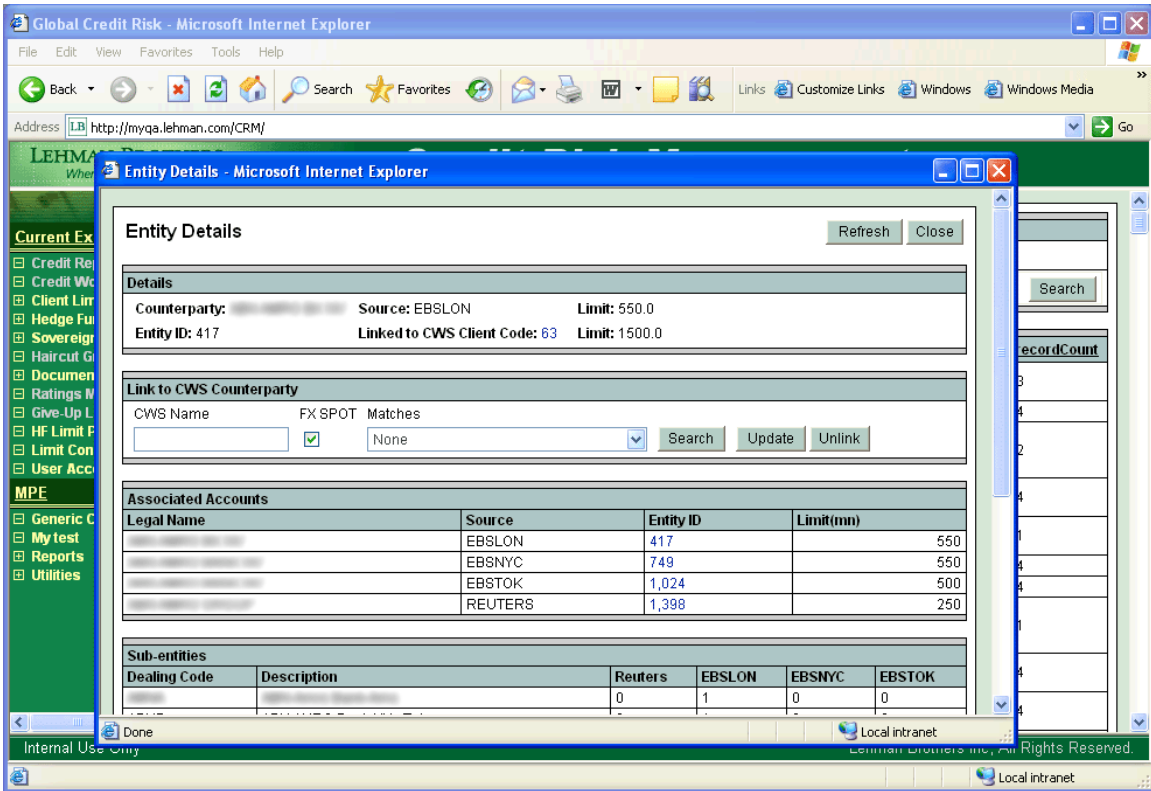 Global Credit Risk - Microsoft Internet Explorer
File Edit View Favorites Tools Help
Back Search Favorites Links Customize Links Windows Windows Media
Address LB http://myqa.lehman.com/CRM/ Go
Entity Details - Microsoft Internet Explorer
Entity Details Refresh Close
Current Ex
Credit Re
Credit Wo
Client Lim
Hedge Fu
Sovereign
Haircut G
Documen
Ratings M
Give-Up L
HF Limit P
Limit Con
User Acc
MPE
Generic C
My test
Reports
Utilities
Details
Counterparty: Source: EBSLON Limit: 550.0
Entity ID: 417 Linked to CWS Client Code: 63 Limit: 1500.0
Link to CWS Counterparty
CWS Name FX SPOT Matches
None Search Update Unlink
Associated Accounts
Legal Name Source Entity ID Limit(mn)
EBSLON 417 550
EBSNYC 749 550
EBSTOK 1,024 500
REUTERS 1,398 250
Sub-entities
Dealing Code Description Reuters EBSLON EBSNYC EBSTOK
0 1 0 0
Search
ecordCount
Done Local intranet
Internal Use Only Lehman Brothers Inc, All Rights Reserved.
Local intranet